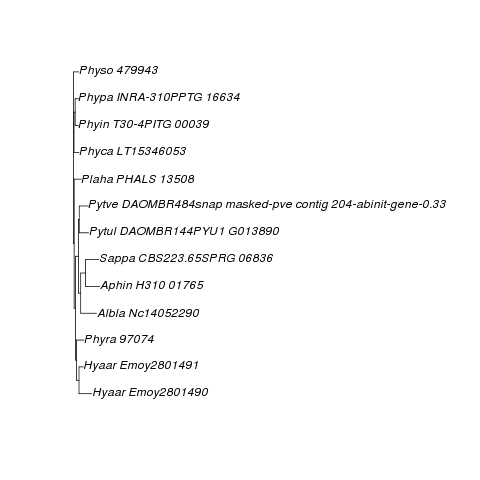 Physo 479943
Phypa INRA-310PPTG 16634
Phyin T30-4PITG 00039
Phyca LT15346053
Plaha PHALS 13508
Pytve DAOMBR484snap masked-pve contig 204-abinit-gene-0.33
Pytul DAOMBR144PYU1 G013890
Sappa CBS223.65SPRG 06836
Aphin H310 01765
Albla Nc14052290
Phyra 97074
Hyaar Emoy2801491
Hyaar Emoy2801490